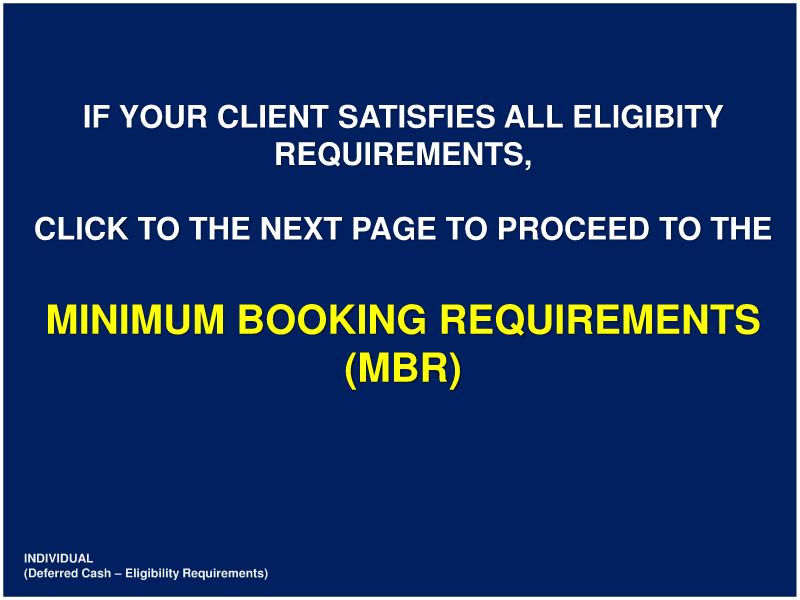 IF YOUR CLIENT SATISFIES ALL ELIGIBITY
REQUIREMENTS,
CLICK TO THE NEXT PAGE TO PROCEED TO THE
MINIMUM BOOKING REQUIREMENTS
(MBR)
INDIVIDUAL
(Deferred Cash – Eligibility Requirements)